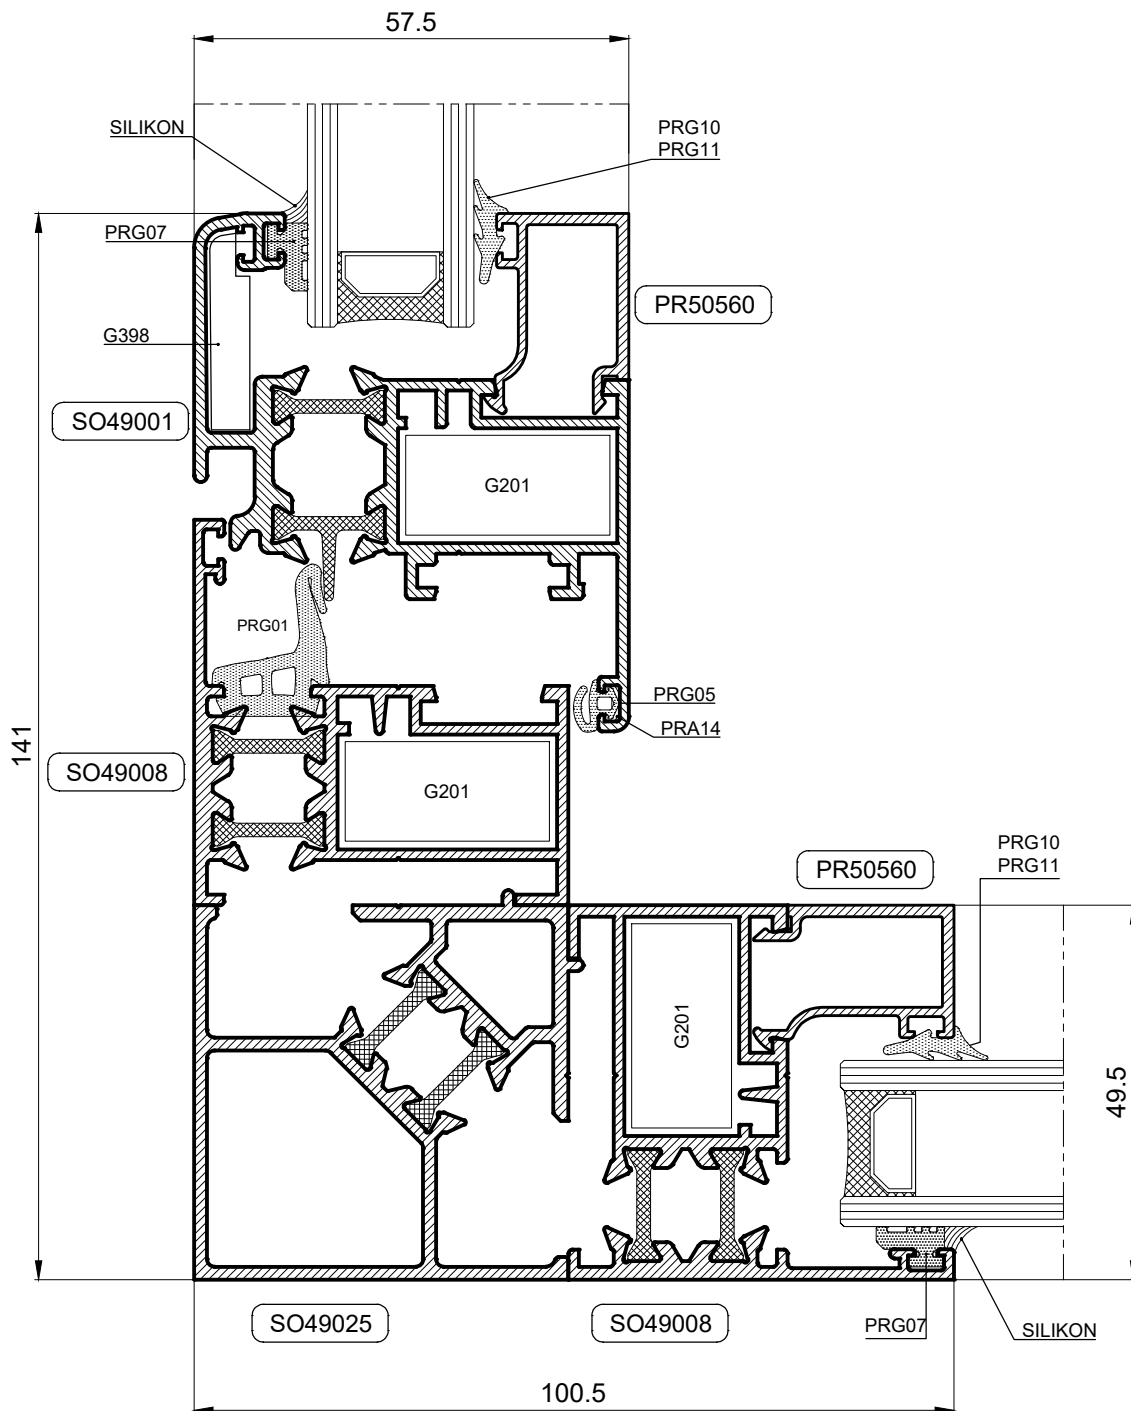 57.5
SILIKON
PRG10
PRG11
PRG07
PR50560
G398
SO49001
G201
PRG01
PRG05
PRA14
141
SO49008
G201
PR50560
PRG10
PRG11
G201
49.5
SO49025
SO49008
PRG07
SILIKON
100.5